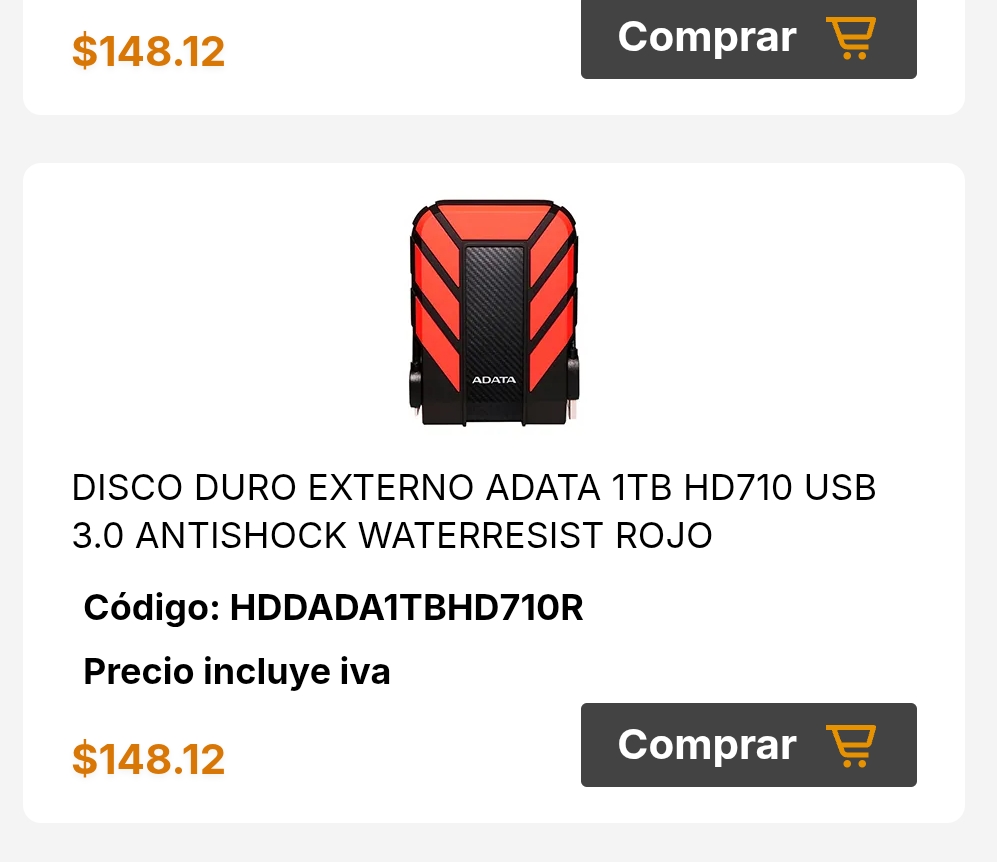 $148.12
Comprar
ADATA
DISCO DURO EXTERNO ADATA 1TB HD710 USB
3.0 ANTISHOCK WATERRESIST ROJO
Código: HDDADA1TBHD710R
Precio incluye iva
$148.12
Comprar